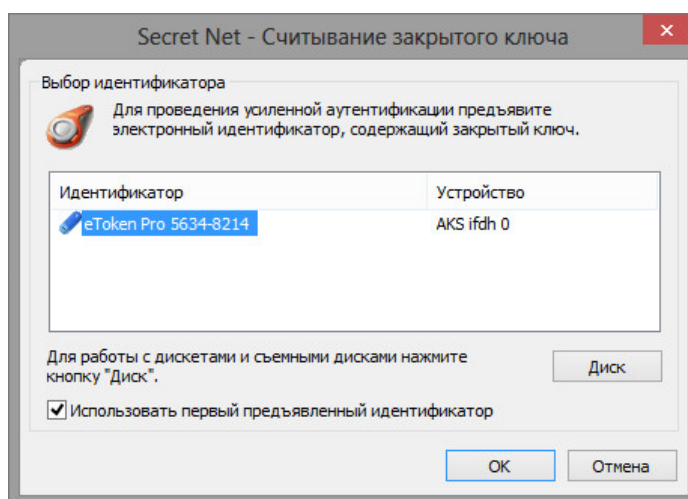 Secret Net - Считывание закрытого ключа
Выбор идентификатора
Для проведения усиленной аутентификации предъявите
электронный идентификатор, содержащий закрытый ключ.
Идентификатор Устройство
eToken Pro 5634-8214 AKS ifdh 0
Для работы с дискетами и съемными дисками нажмите
кнопку "Диск".
Диск
Использовать первый предъявленный идентификатор
OK Отмена